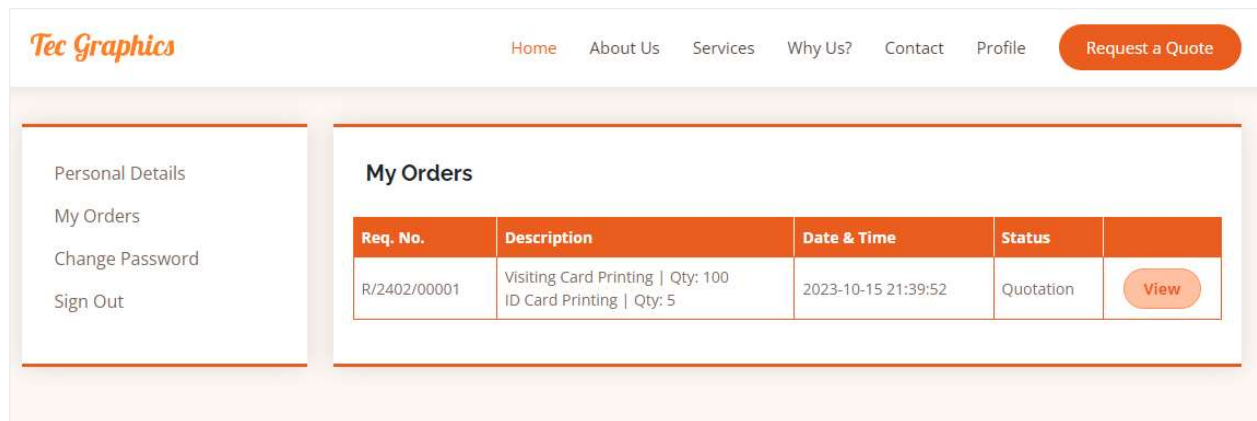 Tec Graphics
Home About Us Services Why Us? Contact Profile Request a Quote
Personal Details
My Orders
Change Password
Sign Out
My Orders
Req. No. Description Date & Time Status
R/2402/00001 Visiting Card Printing | Qty: 100 2023-10-15 21:39:52 Quotation View
ID Card Printing | Qty: 5